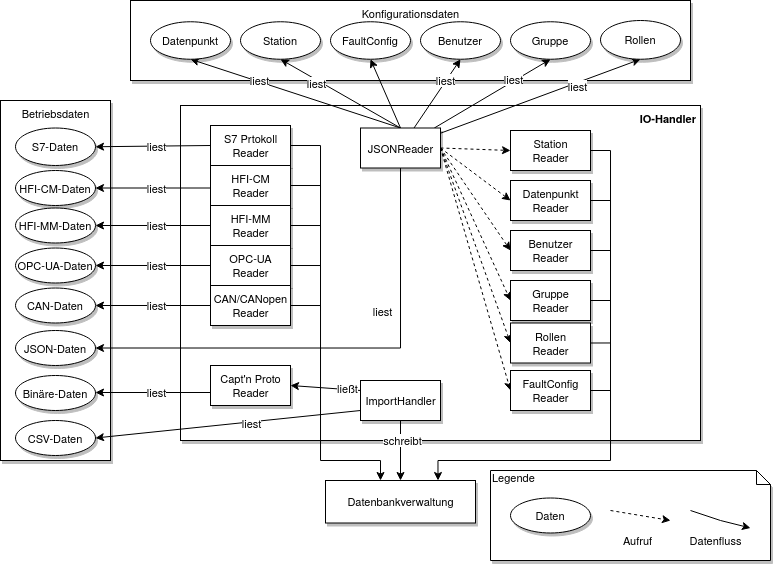 Konfigurationsdaten
Datenpunkt
Station
FaultConfig
Benutzer
Gruppe
Rollen
liest
liest
liest
liest
liest
Betriebsdaten
IO-Handler
S7-Daten
liest
S7 Prtokoll
Reader
JSONReader
Station
Reader
HFI-CM-Daten
liest
HFI-CM
Reader
Datenpunkt
Reader
HFI-MM-Daten
liest
HFI-MM
Reader
Benutzer
Reader
OPC-UA-Daten
liest
OPC-UA
Reader
Gruppe
Reader
CAN-Daten
liest
CAN/CANopen
Reader
liest
Rollen
Reader
JSON-Daten
Binäre-Daten
liest
Capt'n Proto
Reader
ließt
ImportHandler
FaultConfig
Reader
CSV-Daten
liest
schreibt
Datenbankverwaltung
Legende
Daten
Aufruf
Datenfluss